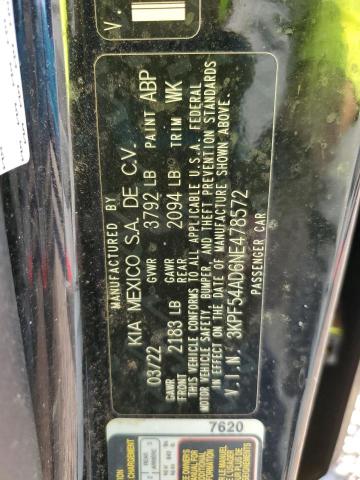 V.
MANUFACTURED BY
KIA MEXICO S.A. DE C.V.
03/22 GVWR 3792 LB PAINT ABP
GAWR FRONT 2183 LB GAWR REAR 2094 LB TRIM WK
THIS VEHICLE CONFORMS TO ALL APPLICABLE U.S.A. FEDERAL
MOTOR VEHICLE SAFETY, BUMPER, AND THEFT PREVENTION STANDARDS
IN EFFECT ON THE DATE OF MANUFACTURE SHOWN ABOVE.
V.I.N. 3KPF54AD6NE478572
PASSENGER CAR
7620